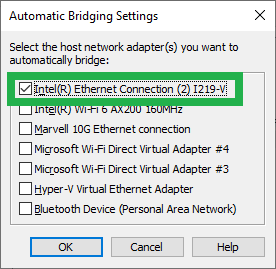 Automatic Bridging Settings
Select the host network adapter(s) you want to
automatically bridge:
Intel(R) Ethernet Connection (2) I219-V
Intel(R) Wi-Fi 6 AX200 160MHz
Marvell 10G Ethernet connection
Microsoft Wi-Fi Direct Virtual Adapter #4
Microsoft Wi-Fi Direct Virtual Adapter #3
Hyper-V Virtual Ethernet Adapter
Bluetooth Device (Personal Area Network)
OK Cancel Help